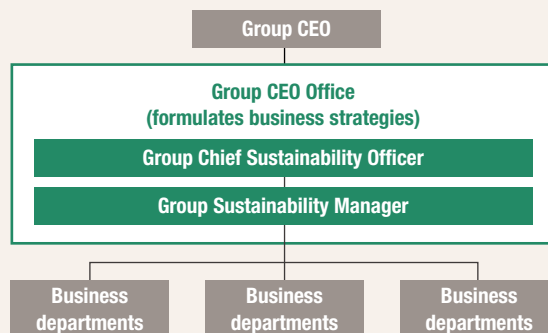 Group CEO
Group CEO Office
(formulates business strategies)
Group Chief Sustainability Officer
Group Sustainability Manager
Business
departments
Business
departments
Business
departments